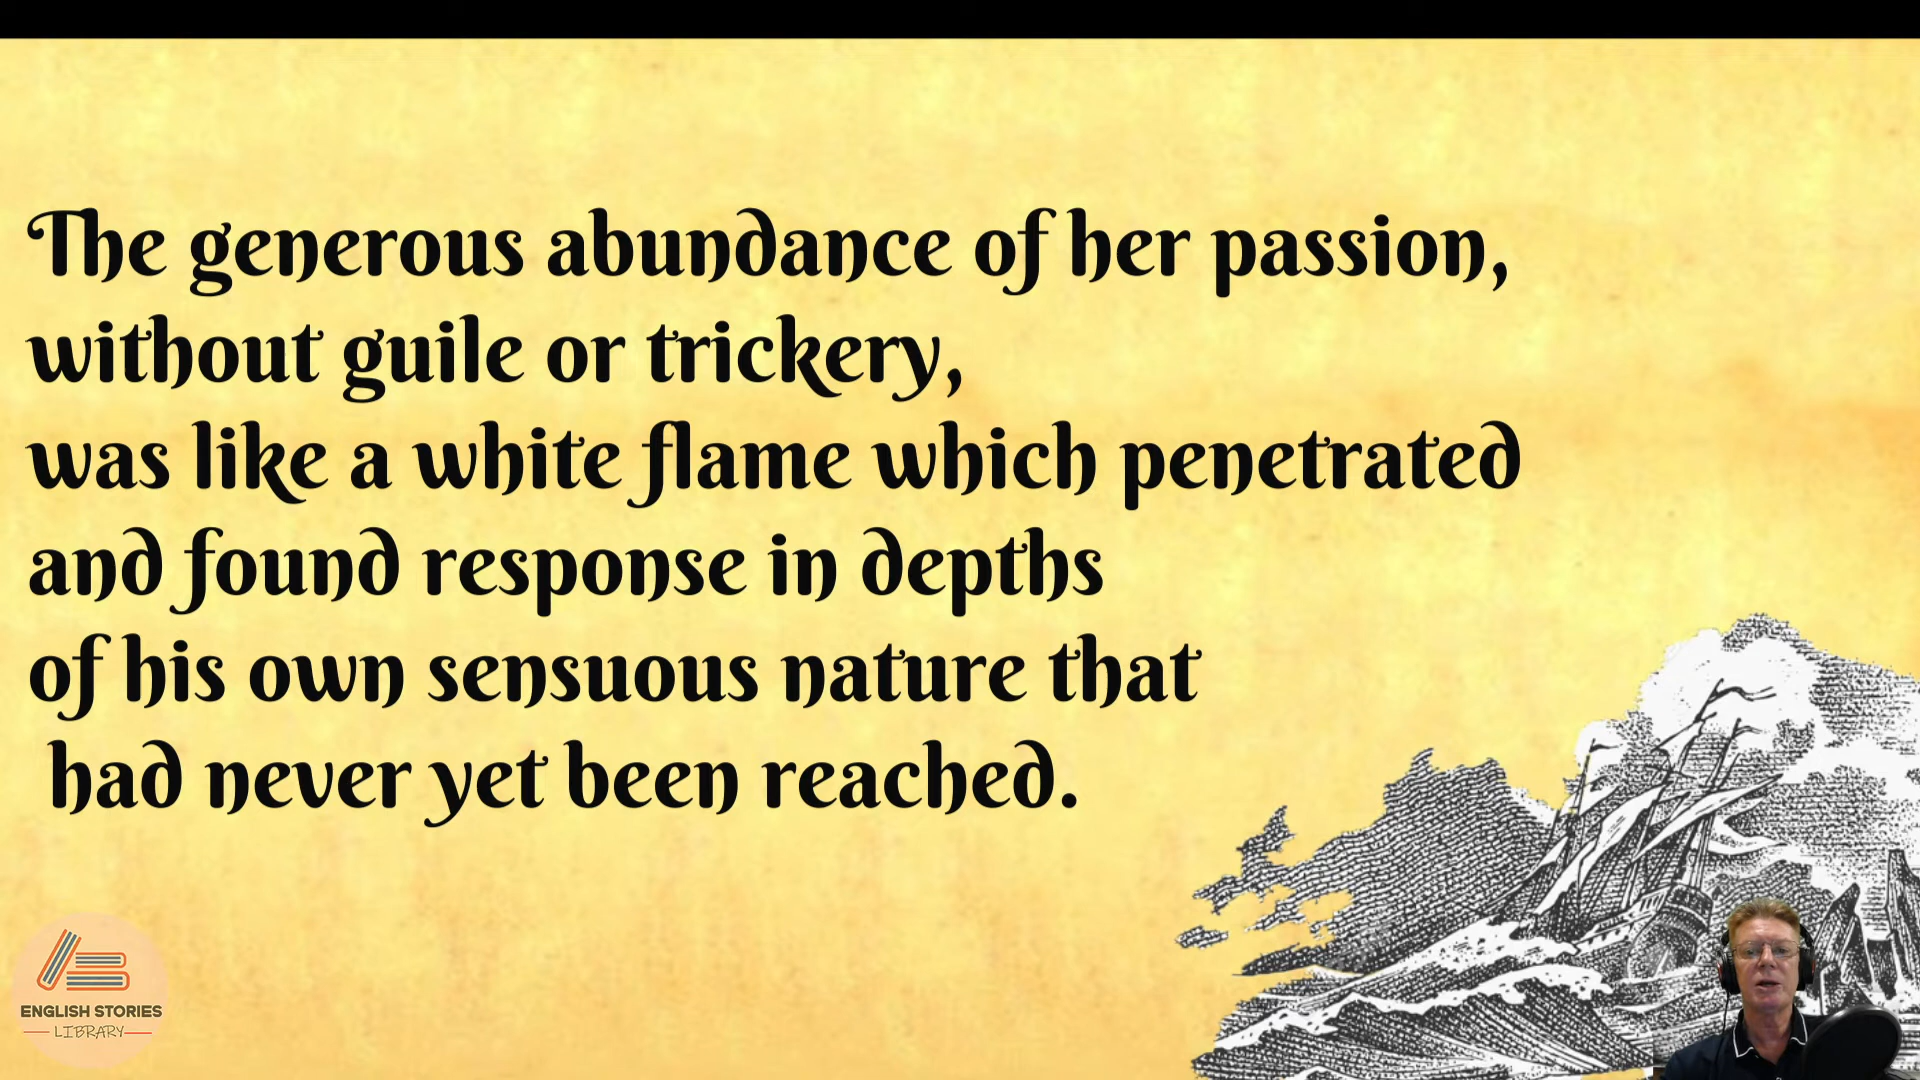 The generous abundance of her passion,
without guile or trickery,
was like a white flame which penetrated
and found response in depths
of his own sensuous nature that
had never yet been reached.
ENGLISH STORIES
LIBRARY